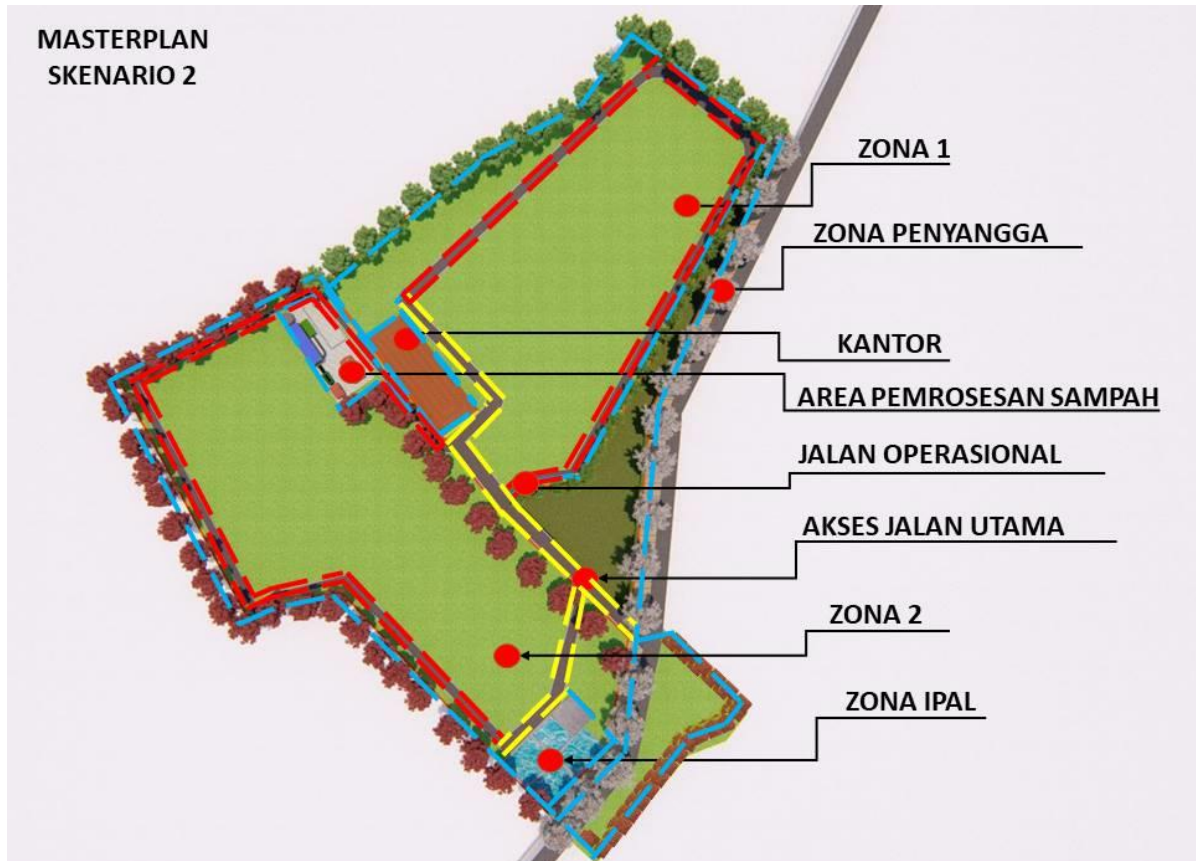 MASTERPLAN
SKENARIO 2
ZONA 1
ZONA PENYANGGA
KANTOR
AREA PEMROSESAN SAMPAH
JALAN OPERASIONAL
AKSES JALAN UTAMA
ZONA 2
ZONA IPAL